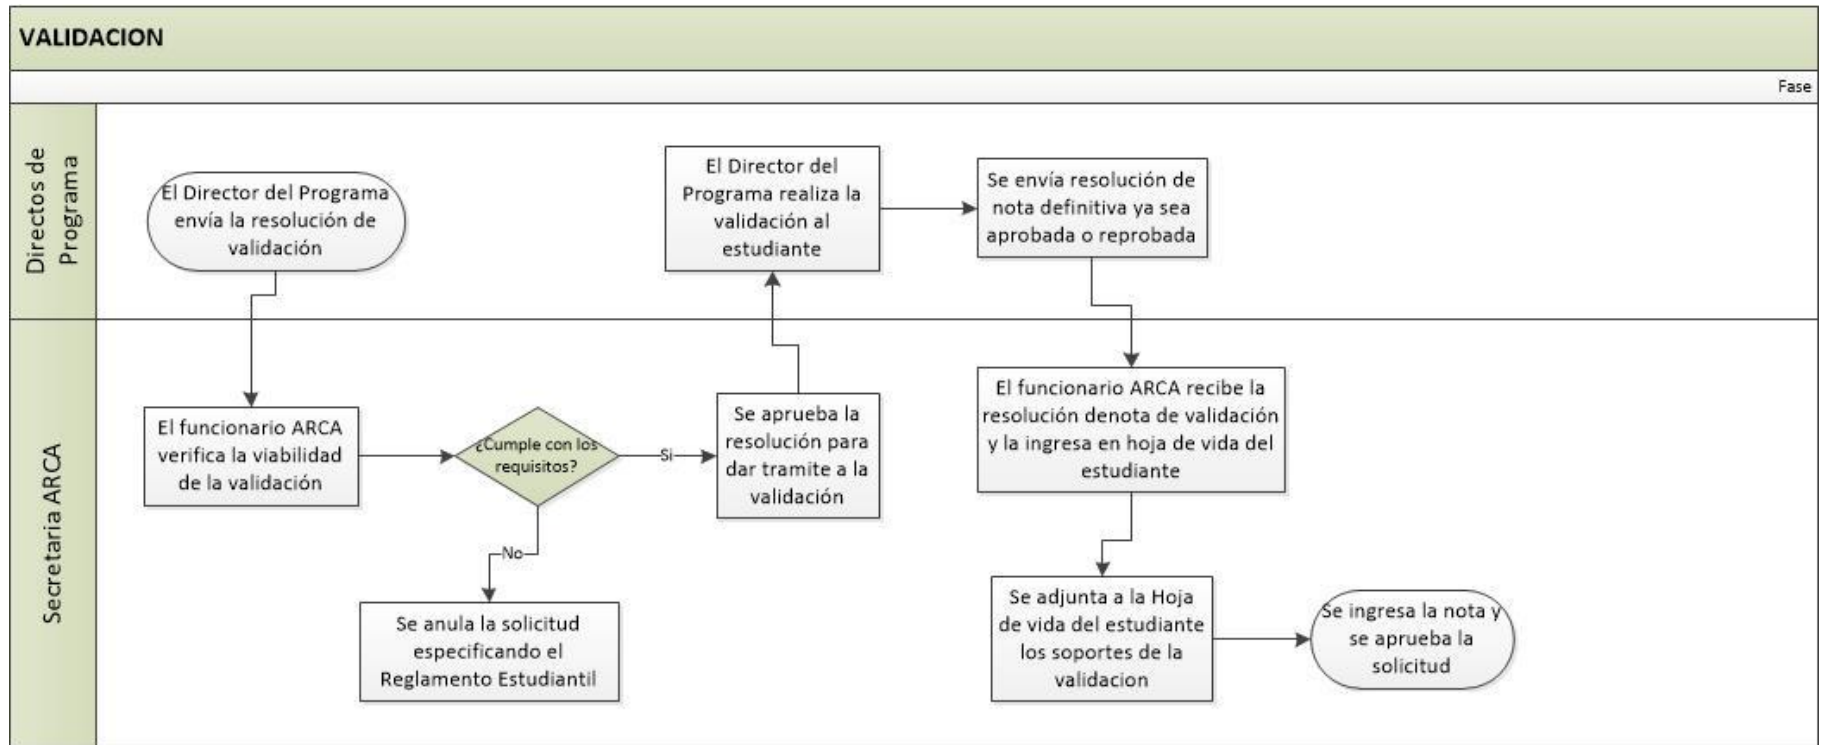 VALIDACION
Fase
Directos de
Programa
El Director del Programa
envía la resolución de
validación
El Director del
Programa realiza la
validación al
estudiante
Se envía resolución de
nota definitiva ya sea
aprobada o reprobada
Secretaria ARCA
El funcionario ARCA
verifica la viabilidad
de la validación
¿Cumple con los
requisitos?
Si
No
Se aprueba la
resolución para
dar tramite a la
validación
Se anula la solicitud
especificando el
Reglamento Estudiantil
El funcionario ARCA recibe la
resolución denota de validación
y la ingresa en hoja de vida del
estudiante
Se adjunta a la Hoja
de vida del estudiante
los soportes de la
validacion
Se ingresa la nota y
se aprueba la
solicitud